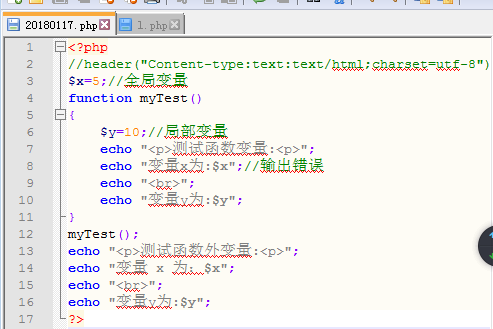 20180117.php
1.php
1 <?php
2 //header("Content-type:text:text/html;charset=utf-8")
3 $x=5;//全局变量
4 function myTest()
5 {
6 $y=10;//局部变量
7 echo "<p>测试函数变量:<p>";
8 echo "变量x为:$x";//输出错误
9 echo "<br>";
10 echo "变量y为:$y";
11 }
12 myTest();
13 echo "<p>测试函数外变量:<p>";
14 echo "变量 x 为: $x";
15 echo "<br>";
16 echo "变量y为:$y";
17 ?>